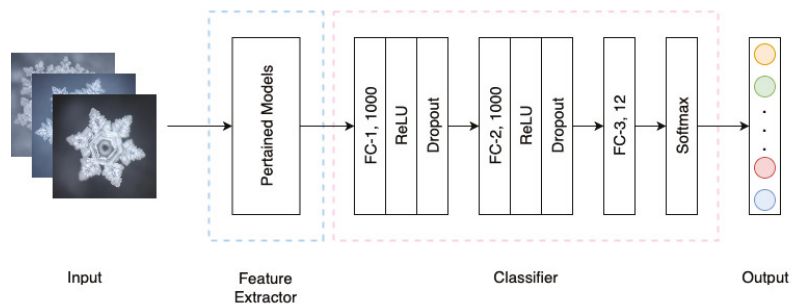 Pertained Models
FC-1, 1000
ReLU
Dropout
FC-2, 1000
ReLU
Dropout
FC-3, 12
Softmax
Input
Feature
Extractor
Classifier
Output